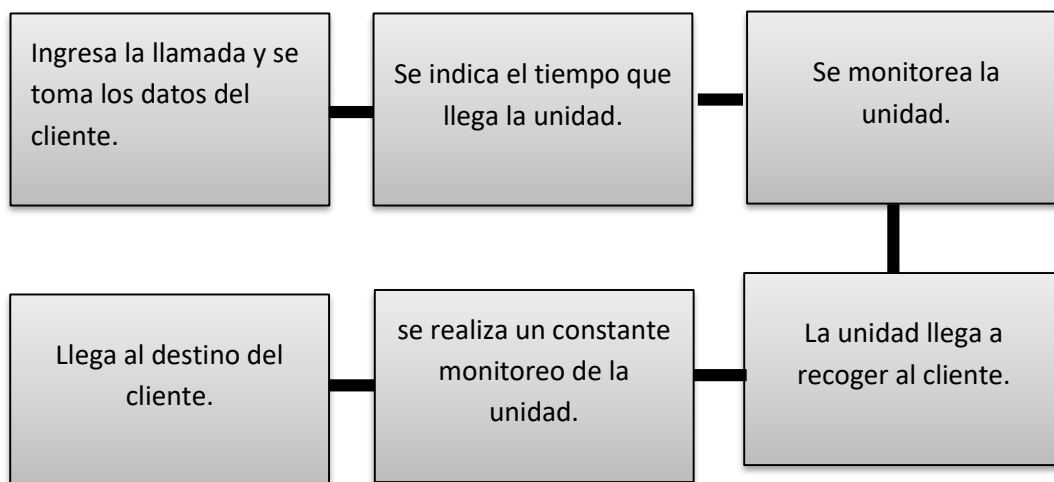 Ingresa la llamada y se
toma los datos del
cliente.
Se indica el tiempo que
llega la unidad.
Se monitorea la
unidad.
La unidad llega a
recoger al cliente.
se realiza un constante
monitoreo de la
unidad.
Llega al destino del
cliente.